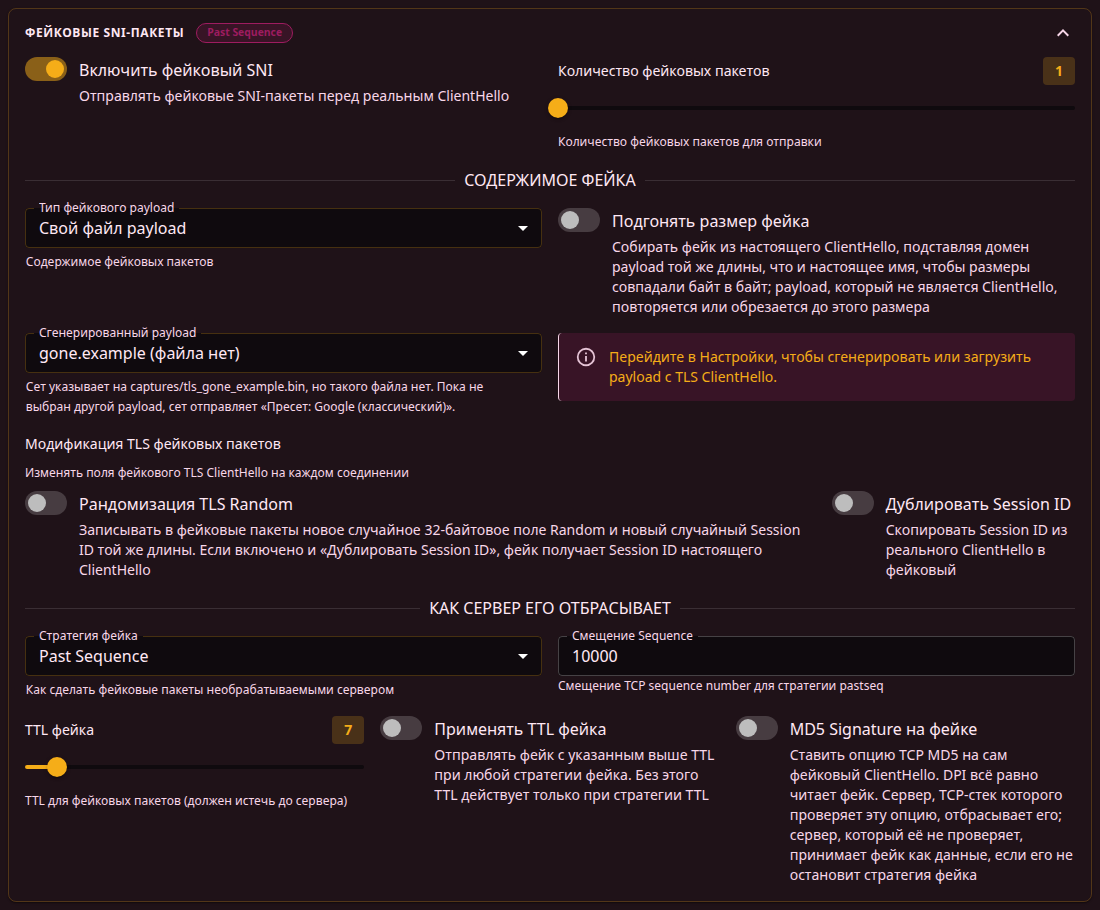 ФЕЙКОВЫЕ SNI-ПАКЕТЫ
Past Sequence
Включить фейковый SNI
Отправлять фейковые SNI-пакеты перед реальным ClientHello
Количество фейковых пакетов
1
Количество фейковых пакетов для отправки
СОДЕРЖИМОЕ ФЕЙКА
Тип фейкового payload
Свой файл payload
Содержимое фейковых пакетов
Подгонять размер фейка
Собирать фейк из настоящего ClientHello, подставляя домен
payload той же длины, что и настоящее имя, чтобы размеры
совпадали байт в байт; payload, который не является ClientHello,
повторяется или обрезается до этого размера
Сгенерированный payload
gone.example (файла нет)
Сет указывает на captures/tls_gone_example.bin, но такого файла нет. Пока не
выбран другой payload, сет отправляет «Пресет: Google (классический)».
Перейдите в Настройки, чтобы сгенерировать или загрузить
payload с TLS ClientHello.
Модификация TLS фейковых пакетов
Изменять поля фейкового TLS ClientHello на каждом соединении
Рандомизация TLS Random
Записывать в фейковые пакеты новое случайное 32-байтовое поле Random и новый случайный Session
ID той же длины. Если включено и «Дублировать Session ID», фейк получает Session ID настоящего
ClientHello
Дублировать Session ID
Скопировать Session ID из
реального ClientHello в
фейковый
КАК СЕРВЕР ЕГО ОТБРАСЫВАЕТ
Стратегия фейка
Past Sequence
Как сделать фейковые пакеты необрабатываемыми сервером
Смещение Sequence
10000
Смещение TCP sequence number для стратегии pastseq
TTL фейка
7
TTL для фейковых пакетов (должен истечь до сервера)
Применять TTL фейка
Отправлять фейк с указанным выше TTL
при любой стратегии фейка. Без этого
TTL действует только при стратегии TTL
MD5 Signature на фейке
Ставить опцию TCP MD5 на сам
фейковый ClientHello. DPI всё равно
читает фейк. Сервер, TCP-стек которого
проверяет эту опцию, отбрасывает его;
сервер, который её не проверяет,
принимает фейк как данные, если его не
остановит стратегия фейка